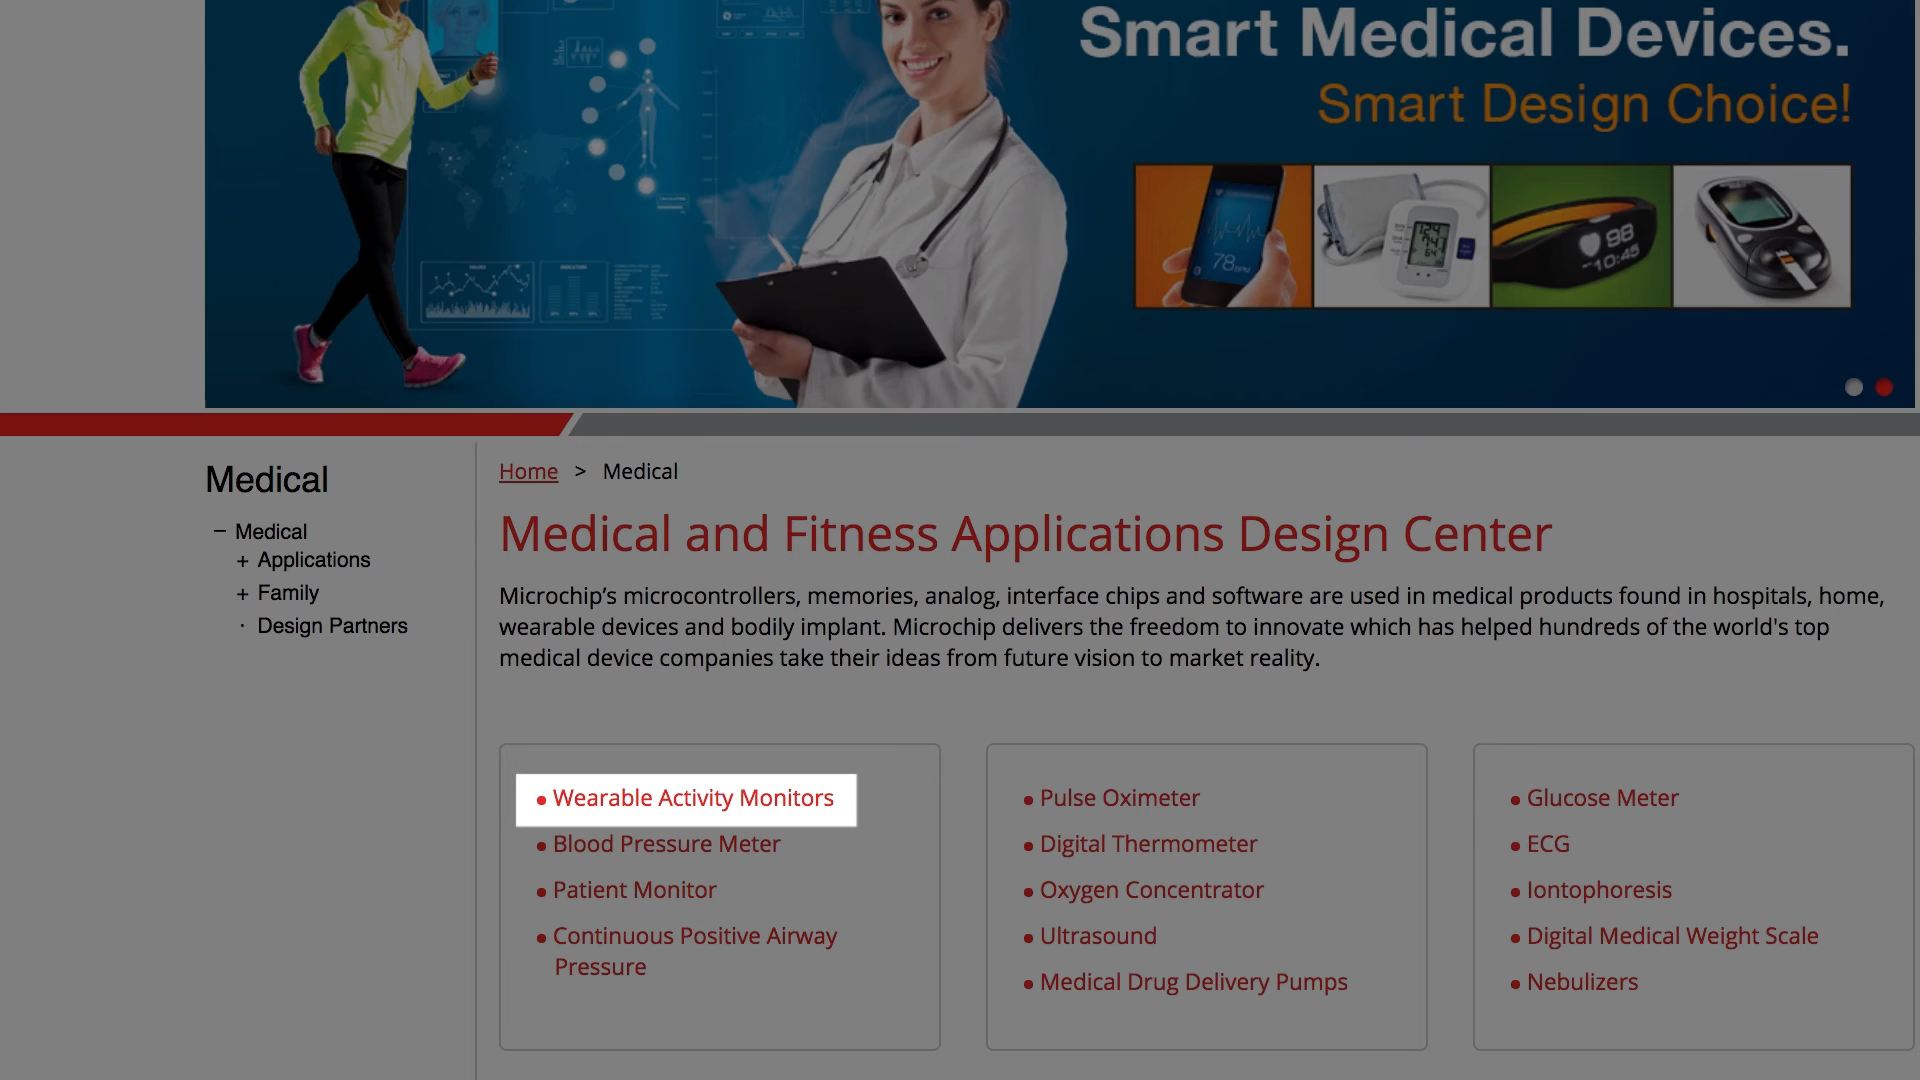 Smart Medical Devices.
Smart Design Choice!
78 BPM
98
10:45
Medical
− Medical
+ Applications
+ Family
· Design Partners
Home > Medical
Medical and Fitness Applications Design Center
Microchip’s microcontrollers, memories, analog, interface chips and software are used in medical products found in hospitals, home,
wearable devices and bodily implant. Microchip delivers the freedom to innovate which has helped hundreds of the world's top
medical device companies take their ideas from future vision to market reality.
• Wearable Activity Monitors
• Blood Pressure Meter
• Patient Monitor
• Continuous Positive Airway
Pressure
• Pulse Oximeter
• Digital Thermometer
• Oxygen Concentrator
• Ultrasound
• Medical Drug Delivery Pumps
• Glucose Meter
• ECG
• Iontophoresis
• Digital Medical Weight Scale
• Nebulizers